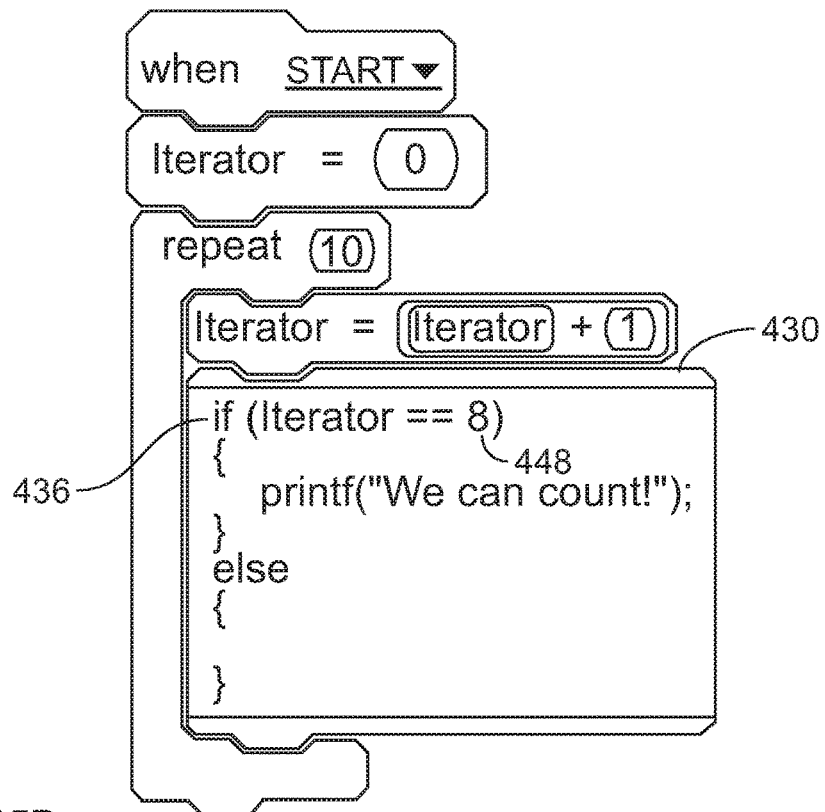 when START
Iterator = 0
repeat 10
Iterator = Iterator + 1
430
if (Iterator == 8)
{
448
436
printf("We can count!");
}
else
{
}